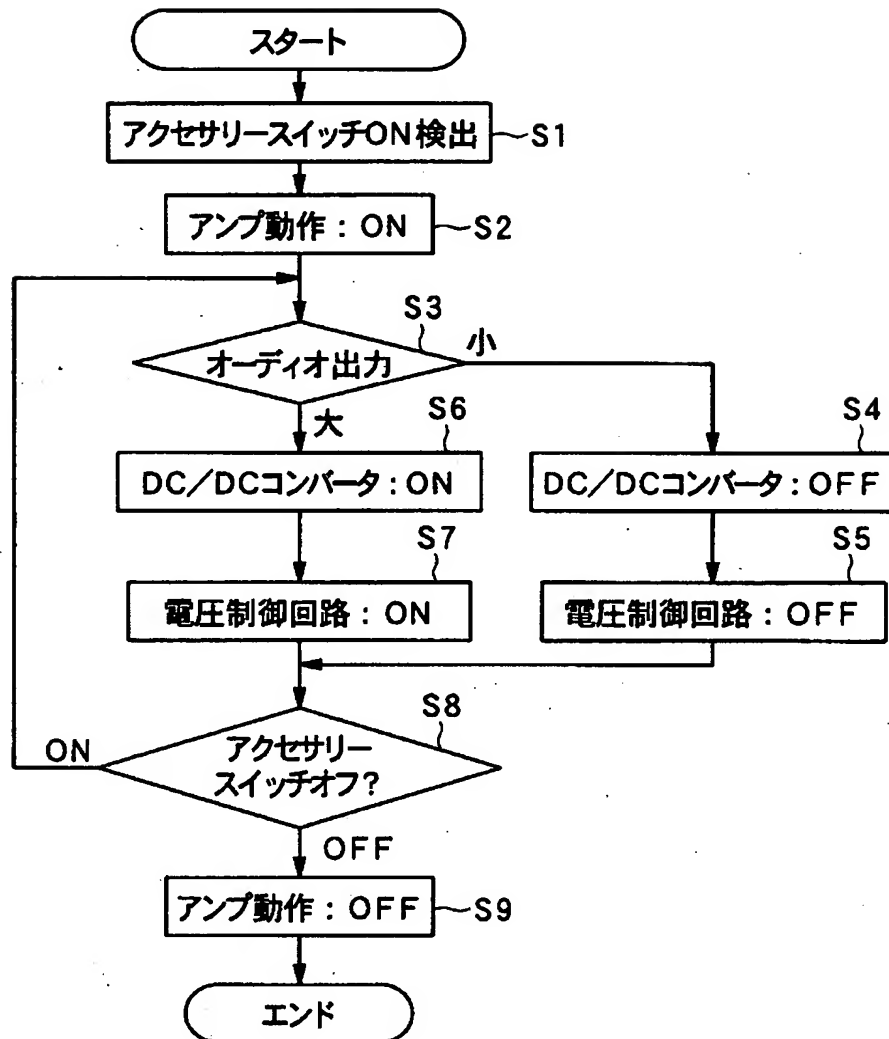 スタート
アクセサリースイッチON検出 S1
アンプ動作：ON S2
S3
オーディオ出力
小
大
S6
DC／DCコンバータ：ON
S4
DC／DCコンバータ：OFF
S7
電圧制御回路：ON
S5
電圧制御回路：OFF
S8
アクセサリー
スイッチオフ？
ON
OFF
アンプ動作：OFF S9
エンド